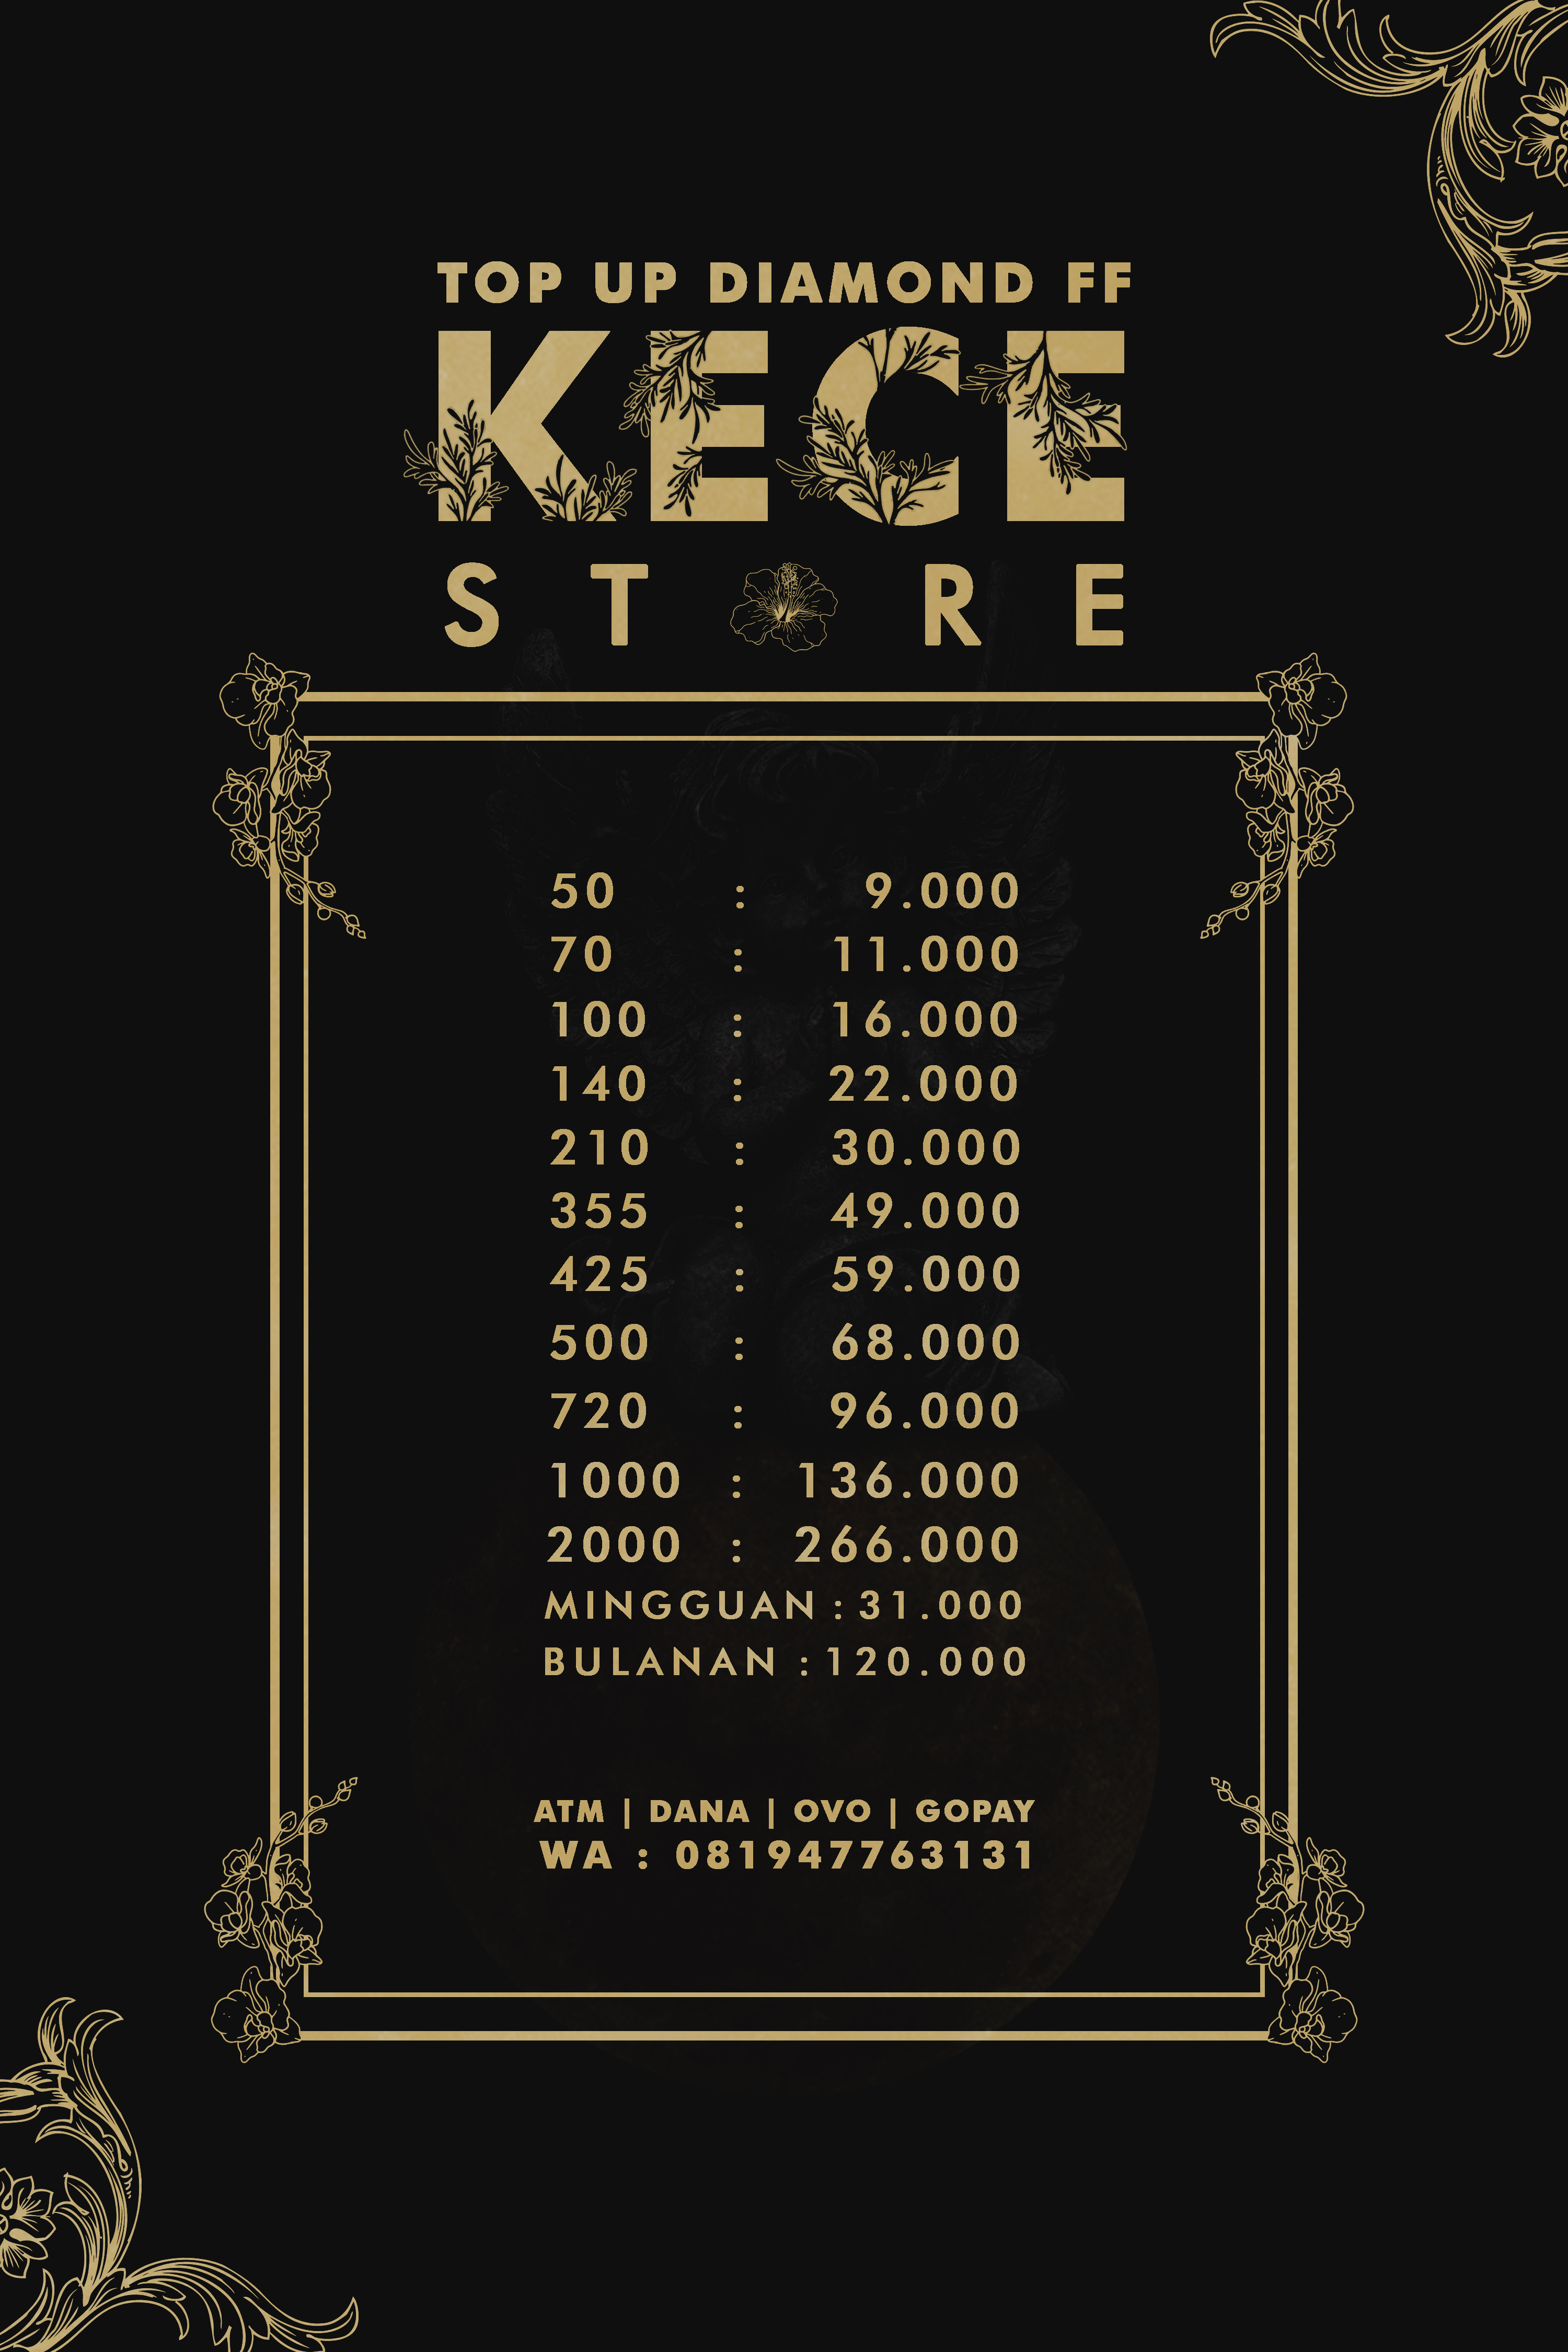 TOP UP DIAMOND FF
KECE
STORE
50 : 9.000
70 : 11.000
100 : 16.000
140 : 22.000
210 : 30.000
355 : 49.000
425 : 59.000
500 : 68.000
720 : 96.000
1000 : 136.000
2000 : 266.000
MINGGUAN : 31.000
BULANAN : 120.000
ATM | DANA | OVO | GOPAY
WA : 081947763131